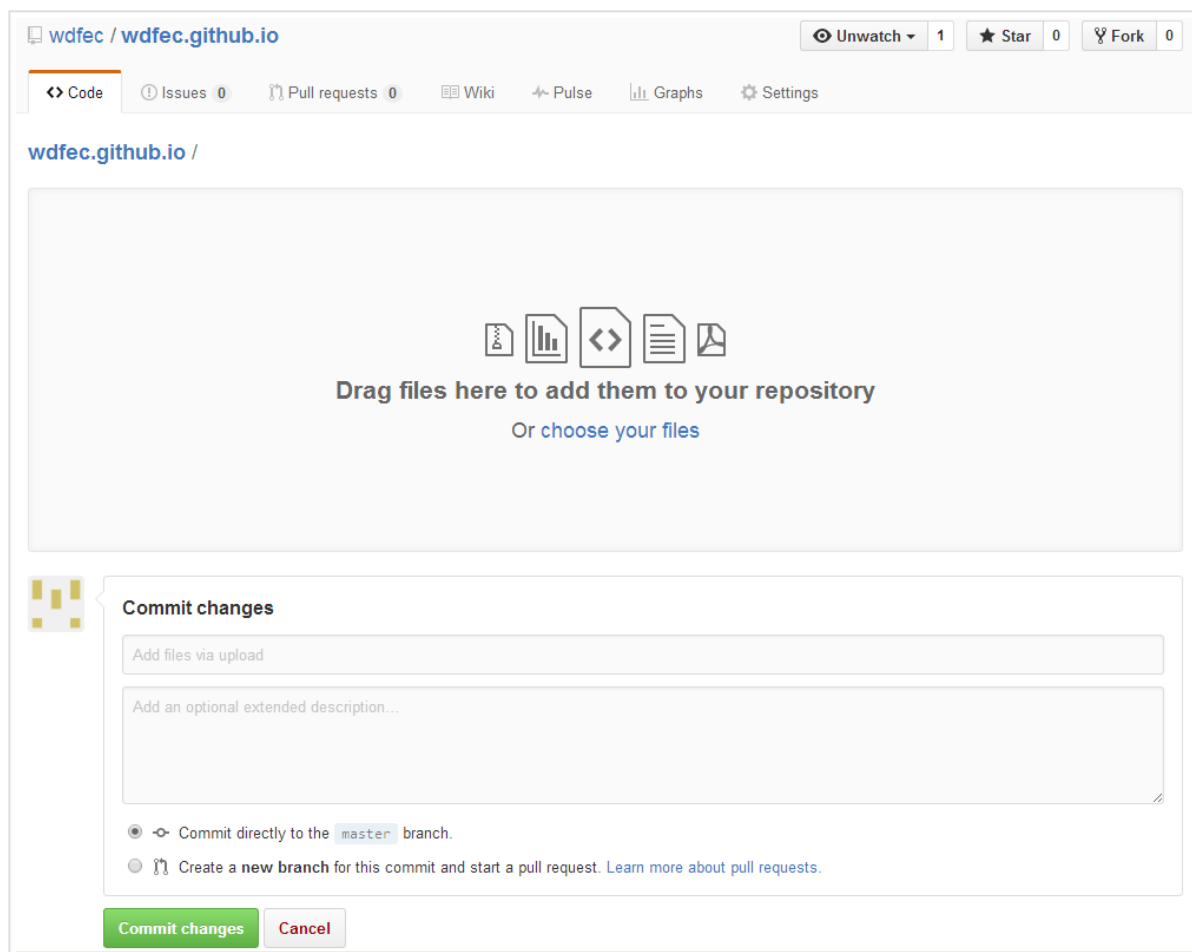 wdfec / wdfec.github.io
Unwatch 1 Star 0 Fork 0
Code Issues 0 Pull requests 0 Wiki Pulse Graphs Settings
wdfec.github.io /
Drag files here to add them to your repository
Or choose your files
Commit changes
Add files via upload
Add an optional extended description...
Commit directly to the master branch.
Create a new branch for this commit and start a pull request. Learn more about pull requests.
Commit changes Cancel